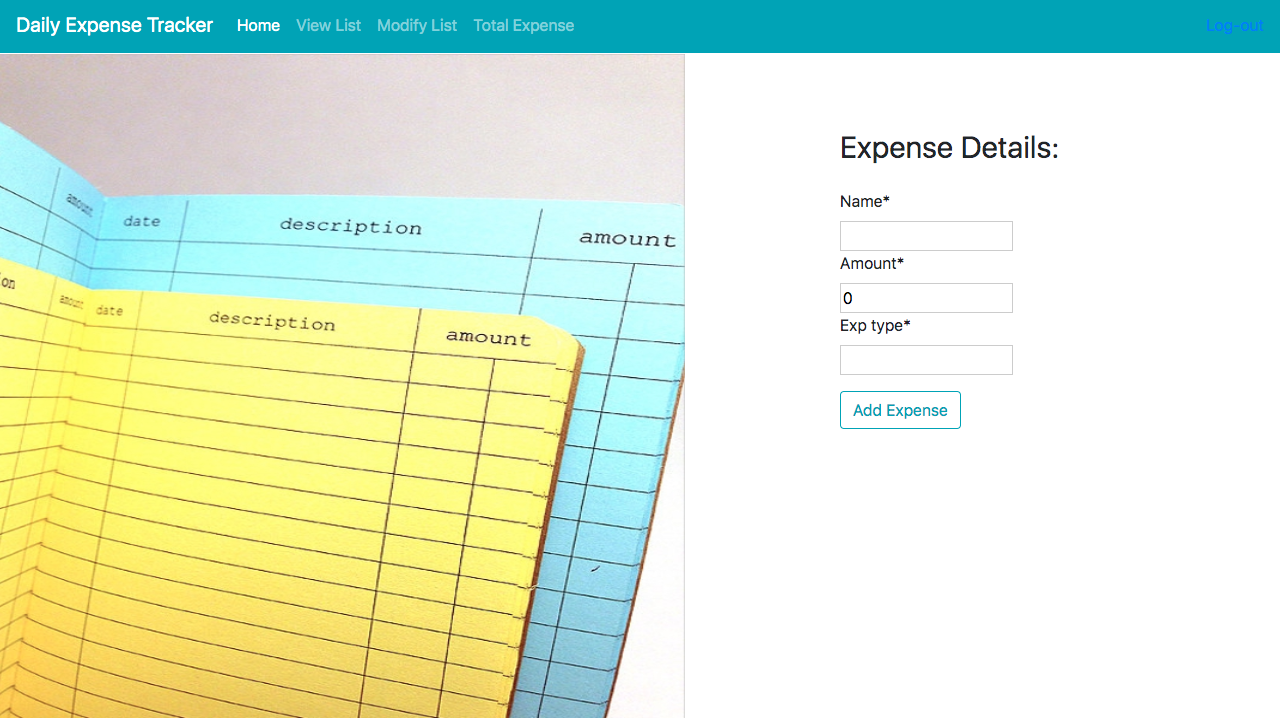 Daily Expense Tracker Home View List Modify List Total Expense Log-out
Expense Details:
Name*
Amount*
0
Exp type*
Add Expense
amount date description amount
amount date description amount